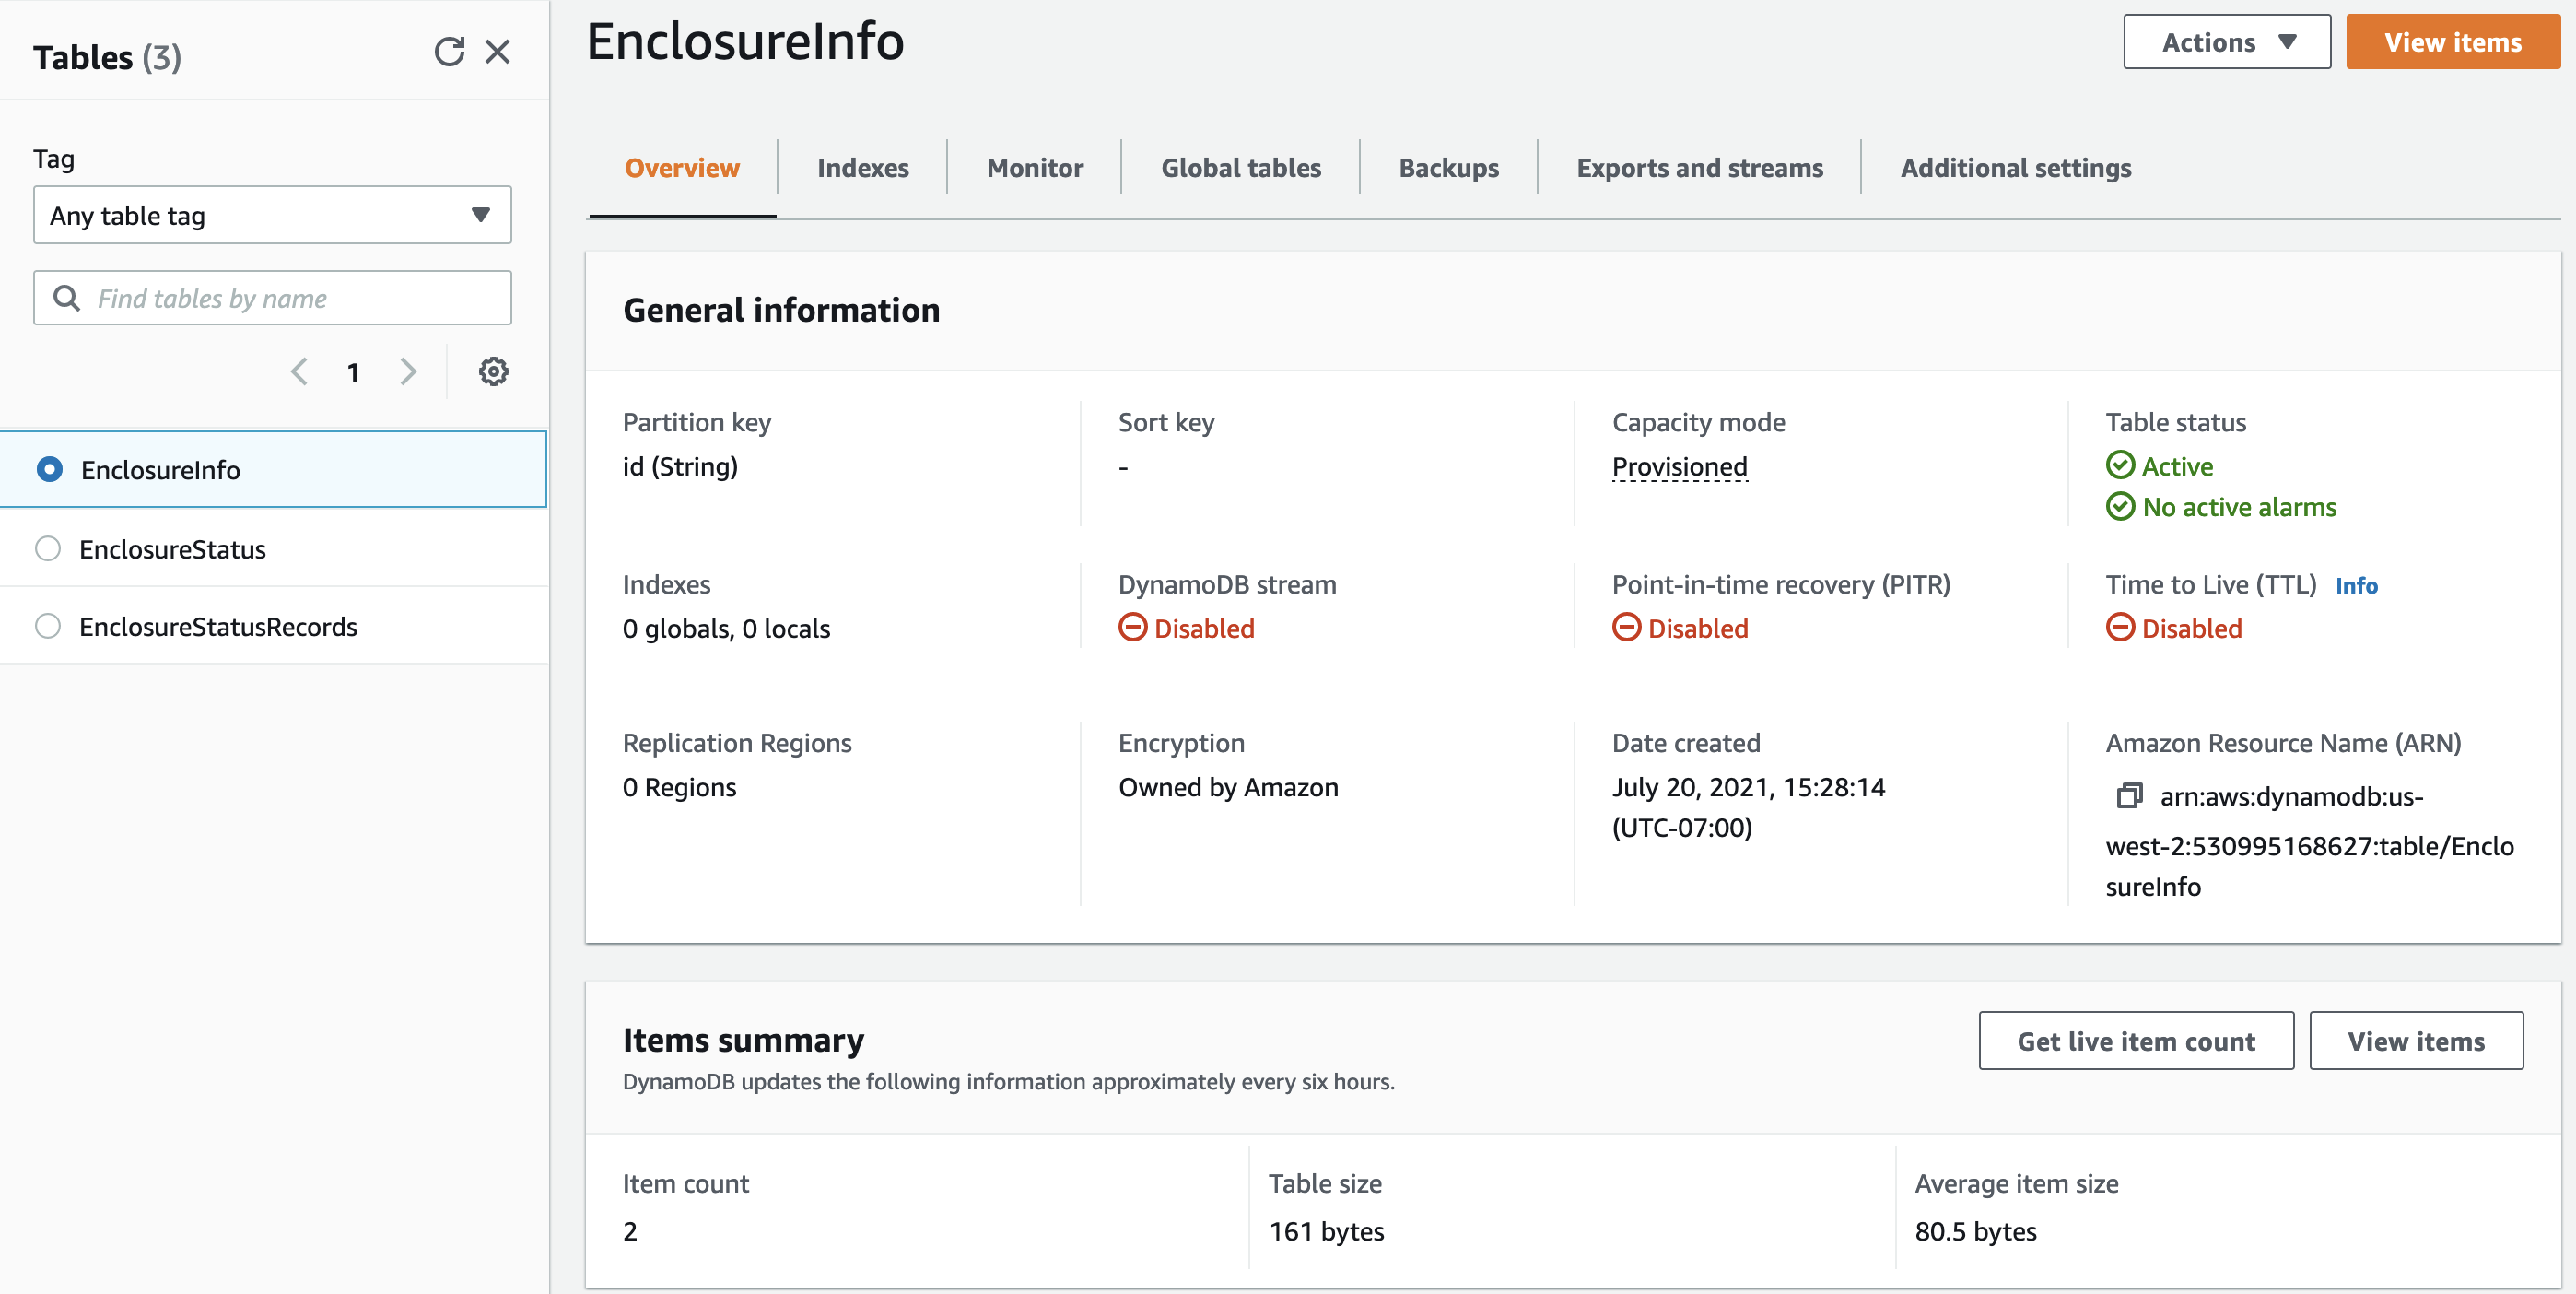 Tables (3)
Tag
Any table tag
Find tables by name
1
EnclosureInfo
EnclosureStatus
EnclosureStatusRecords
EnclosureInfo
Actions
View items
Overview
Indexes
Monitor
Global tables
Backups
Exports and streams
Additional settings
General information
Partition key
id (String)
Sort key
-
Capacity mode
Provisioned
Table status
Active
No active alarms
Indexes
0 globals, 0 locals
DynamoDB stream
Disabled
Point-in-time recovery (PITR)
Disabled
Time to Live (TTL) Info
Disabled
Replication Regions
0 Regions
Encryption
Owned by Amazon
Date created
July 20, 2021, 15:28:14
(UTC-07:00)
Amazon Resource Name (ARN)
arn:aws:dynamodb:us-
west-2:530995168627:table/Enclo
sureInfo
Items summary
DynamoDB updates the following information approximately every six hours.
Get live item count
View items
Item count
2
Table size
161 bytes
Average item size
80.5 bytes